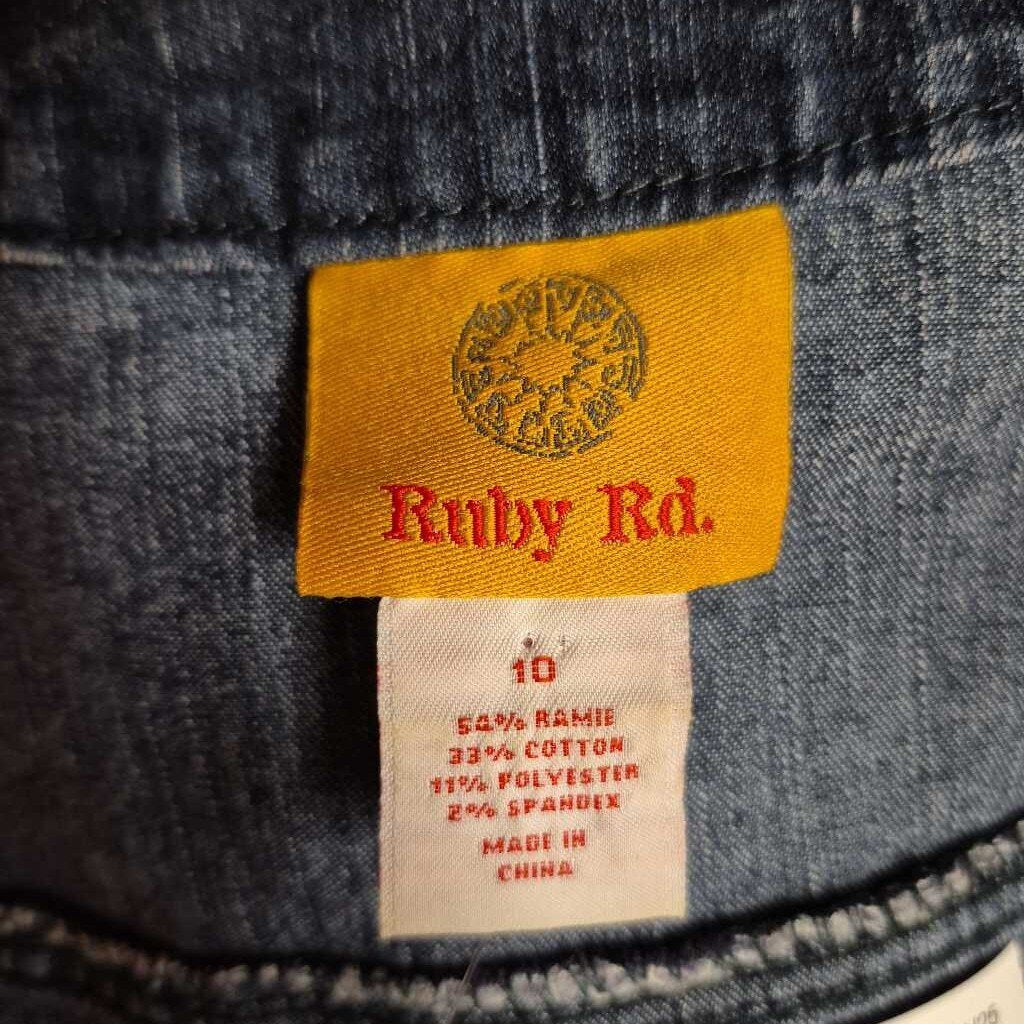 Ruby Rd.
10
54% RAMIE
33% COTTON
11% POLYESTER
2% SPANDEX
MADE IN
CHINA